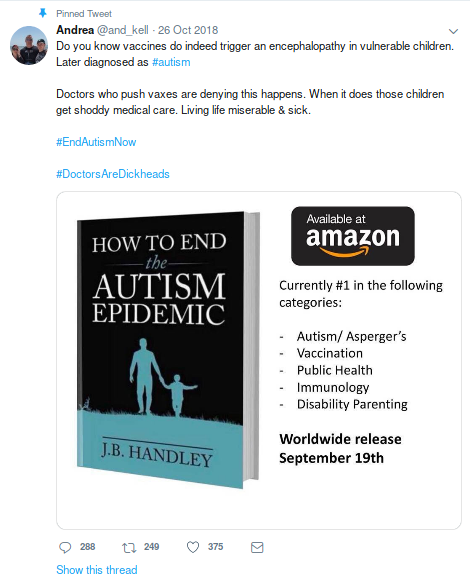 Pinned Tweet
Andrea @and_kell · 26 Oct 2018
Do you know vaccines do indeed trigger an encephalopathy in vulnerable children.
Later diagnosed as #autism
Doctors who push vaxes are denying this happens. When it does those children
get shoddy medical care. Living life miserable & sick.
#EndAutismNow
#DoctorsAreDickheads
HOW TO END
the
AUTISM
EPIDEMIC
J.B. HANDLEY
Available at
amazon
Currently #1 in the following
categories:
- Autism/ Asperger's
- Vaccination
- Public Health
- Immunology
- Disability Parenting
Worldwide release
September 19th
288 249 375
Show this thread